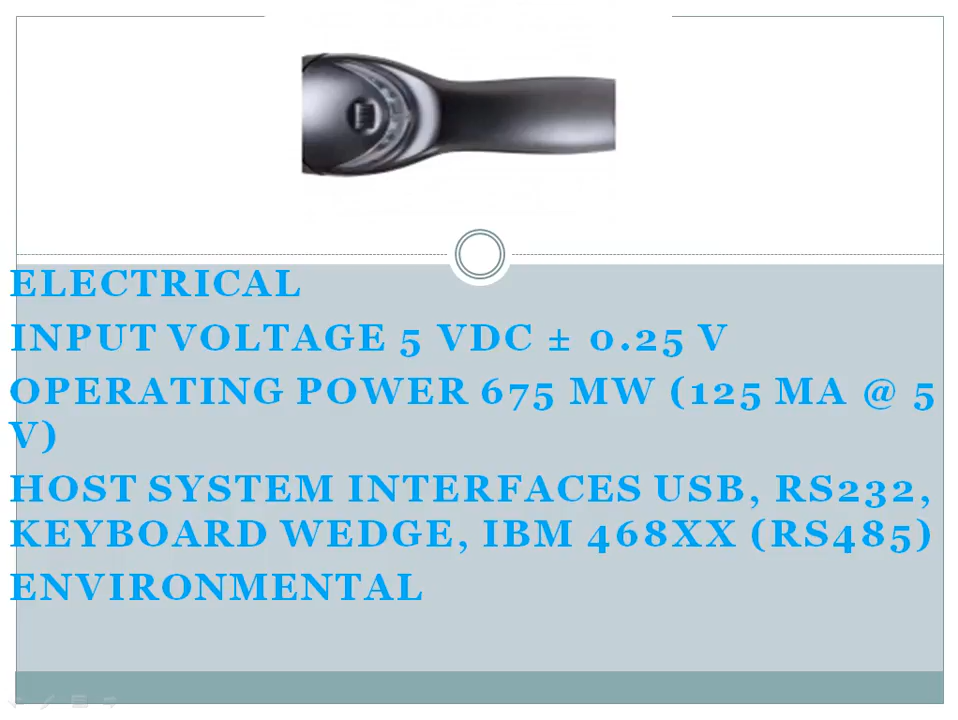 ELECTRICAL
INPUT VOLTAGE 5 VDC ± 0.25 V
OPERATING POWER 675 MW (125 MA @ 5
V)
HOST SYSTEM INTERFACES USB, RS232,
KEYBOARD WEDGE, IBM 468XX (RS485)
ENVIRONMENTAL